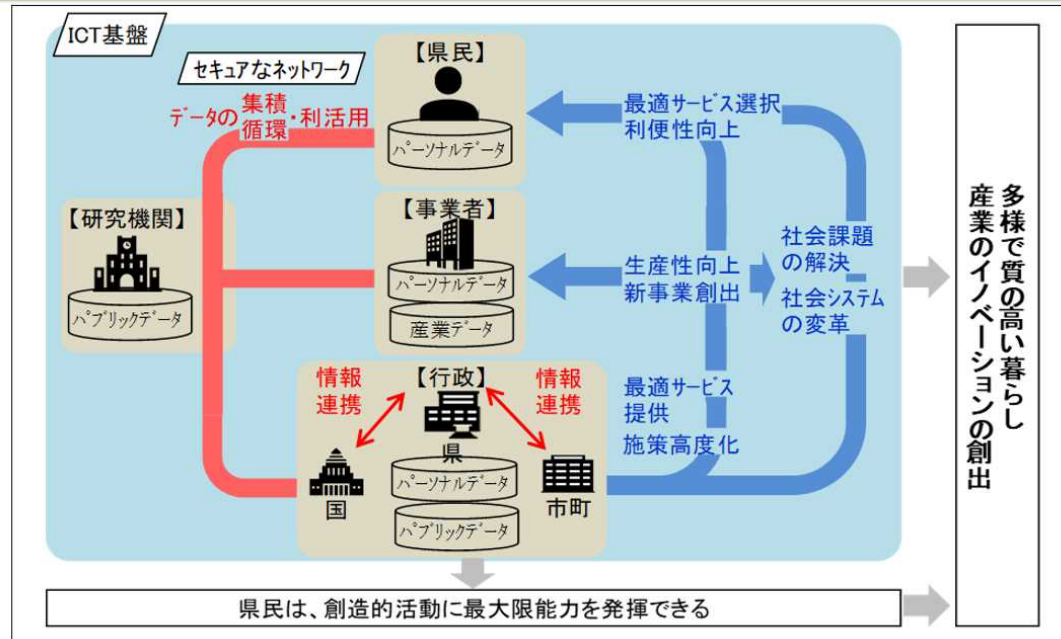 ICT基盤
セキュアなネットワーク
データの集積・利活用
循環
【県民】
パーソナルデータ
【研究機関】
パブリックデータ
【事業者】
パーソナルデータ
産業データ
【行政】
情報
連携
情報
連携
県
国
市町
パーソナルデータ
パブリックデータ
最適サービス選択
利便性向上
生産性向上
新事業創出
最適サービス
提供
施策高度化
社会課題
の解決
社会システム
の変革
多様で質の高い暮らし
産業のイノベーションの創出
県民は、創造的活動に最大限能力を発揮できる